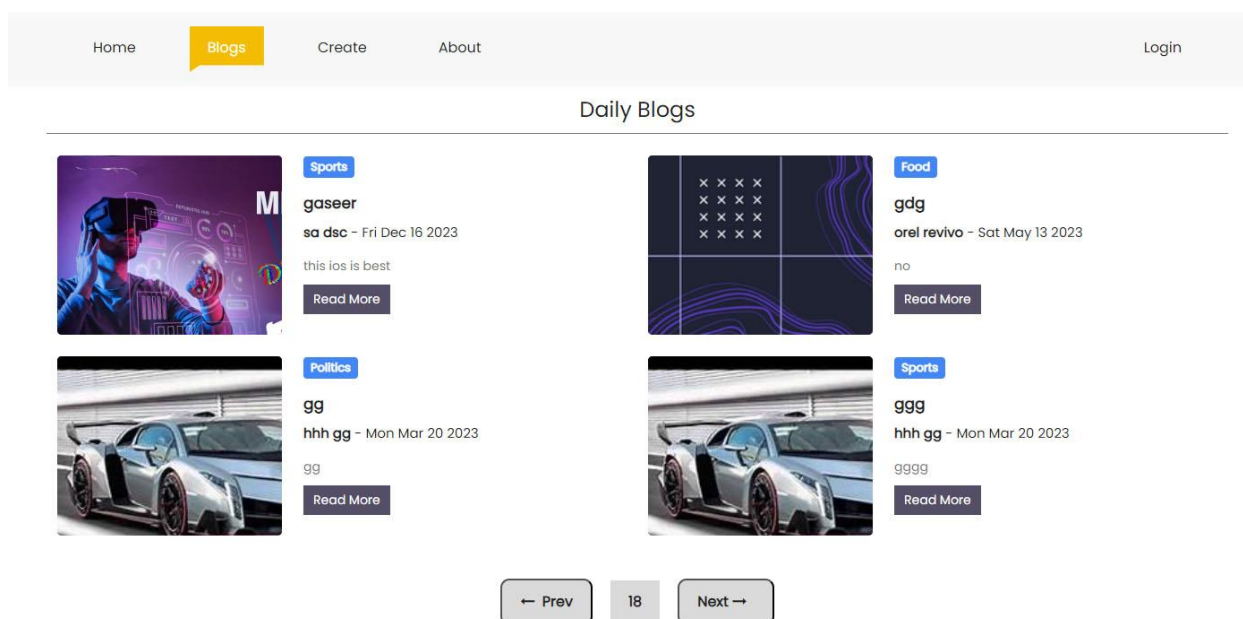 Home Blogs Create About Login
Daily Blogs
Sports
gaseer
sa dsc - Fri Dec 16 2023
this ios is best
Read More
Food
gdg
orel revivo - Sat May 13 2023
no
Read More
Politics
gg
hhh gg - Mon Mar 20 2023
gg
Read More
Sports
ggg
hhh gg - Mon Mar 20 2023
gggg
Read More
← Prev 18 Next →